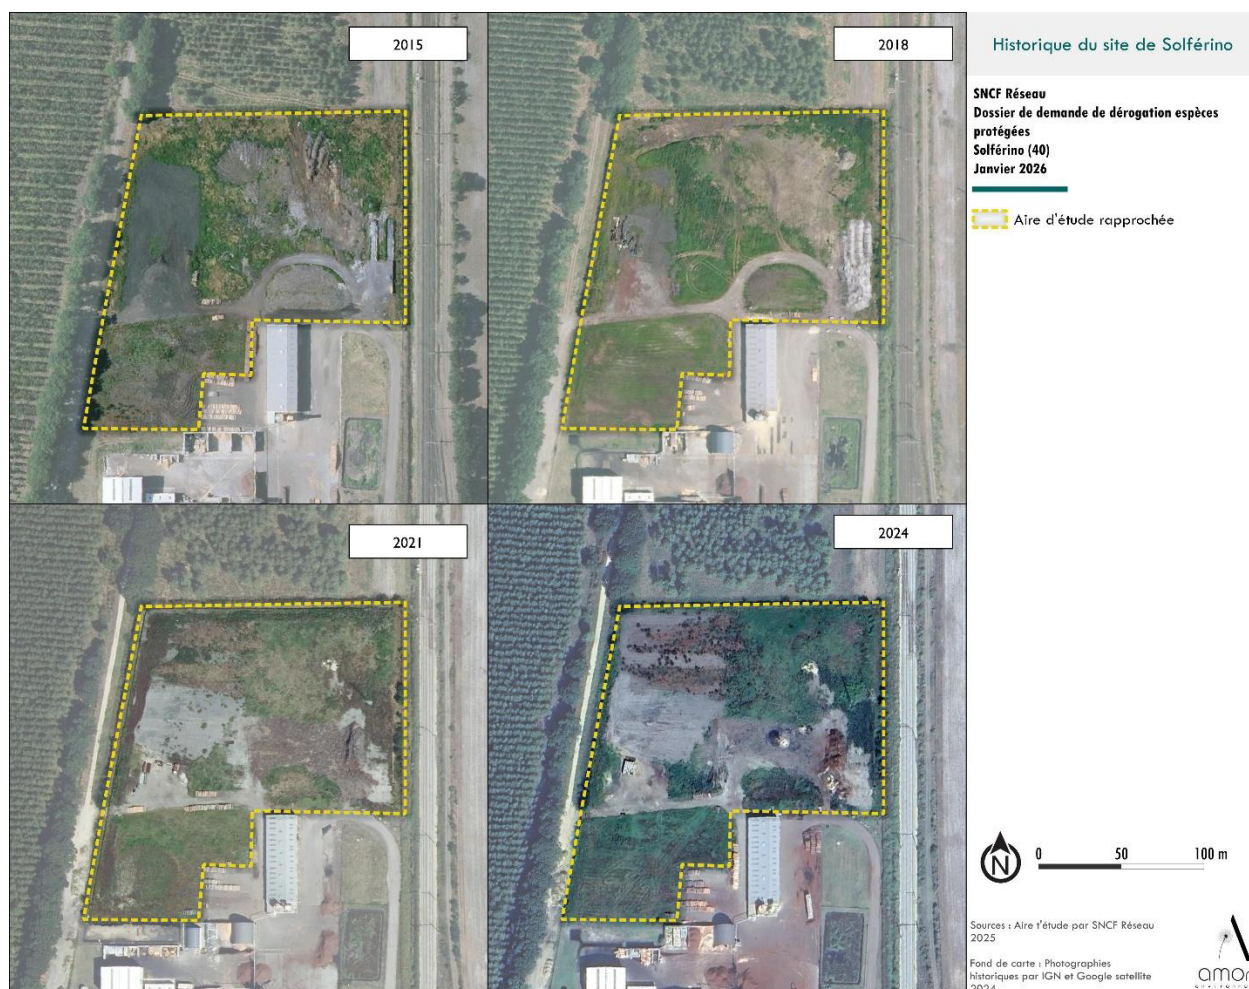 2015
2018
2021
2024
Historique du site de Solférino
SNCF Réseau
Dossier de demande de dérogation espèces
protégées
Solférino (40)
Janvier 2026
Aire d'étude rapprochée
N
0 50 100 m
Sources : Aire t'étude par SNCF Réseau
2025
Fond de carte : Photographies
historiques par IGN et Google satellite
2024